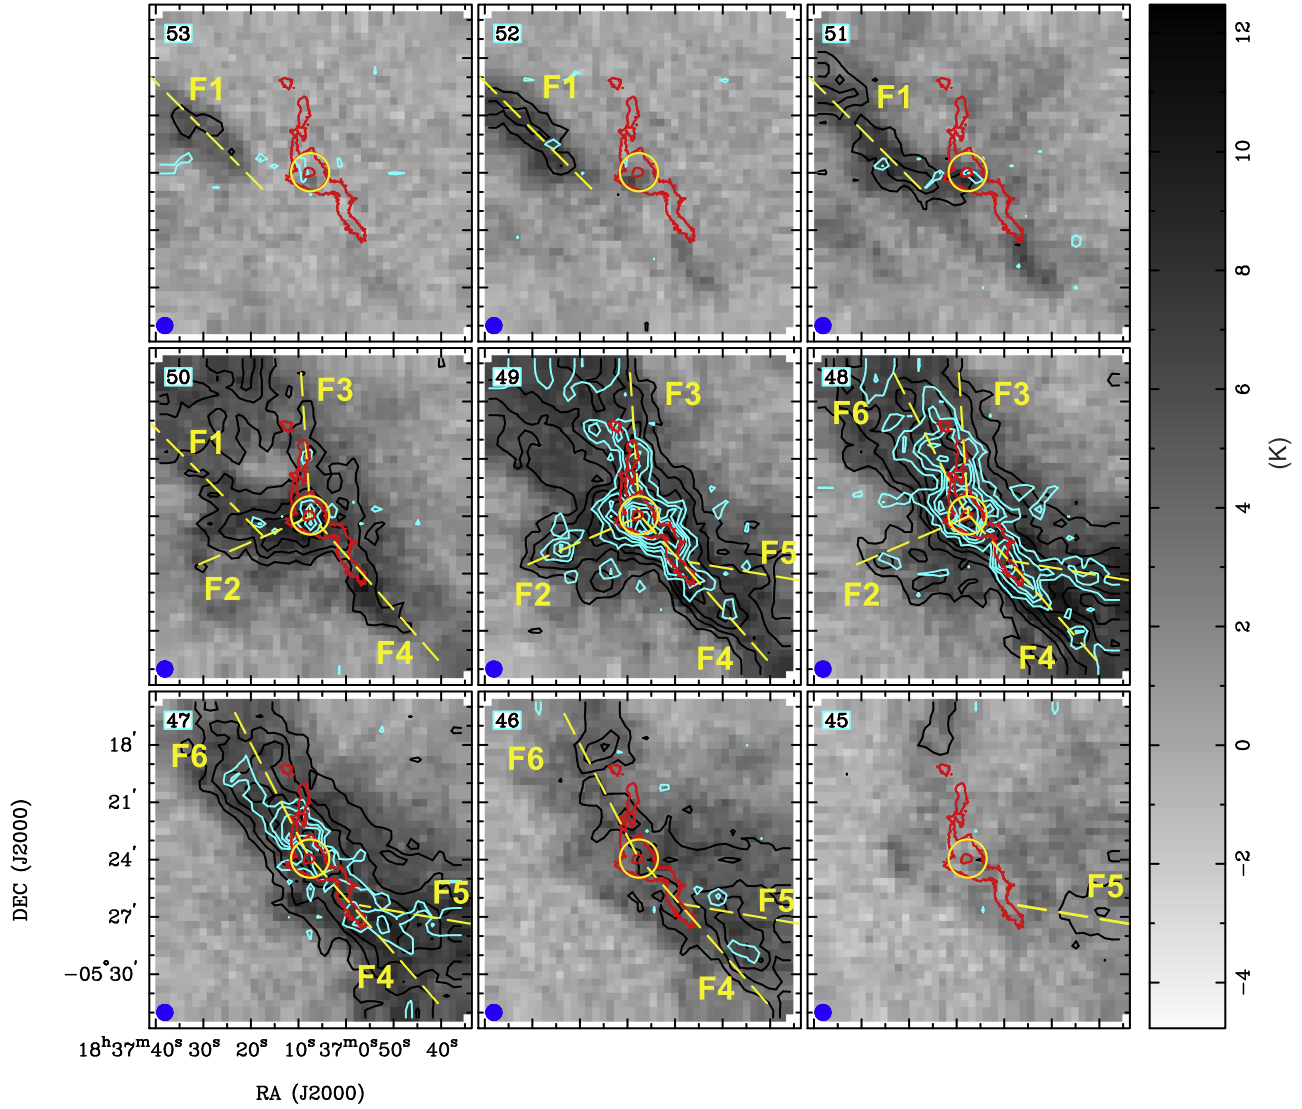 53 52 51
F1 F1 F1
12
10
8
6
4
2
0
−2
−4
(K)
50 49 48
F3 F3 F3
F1 F6
F2 F2 F5 F2
F4 F4 F4
47 46 45
F6 F6
F5 F5 F5
F4 F4
18′
21′
24′
27′
−05°30′
DEC (J2000)
18ʰ37ᵐ40ˢ 30ˢ 20ˢ 10ˢ 37ᵐ0ˢ 50ˢ 40ˢ
RA (J2000)